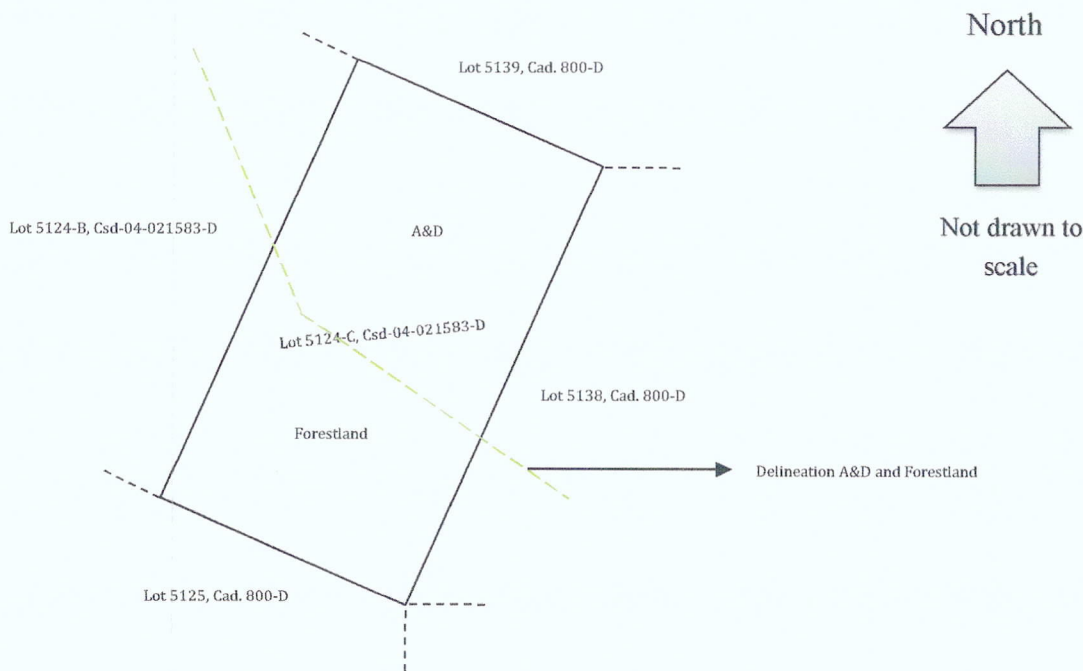 North
Lot 5139, Cad. 800-D
Lot 5124-B, Csd-04-021583-D
A&D
Not drawn to
scale
Lot 5124-C, Csd-04-021583-D
Lot 5138, Cad. 800-D
Forestland
Delineation A&D and Forestland
Lot 5125, Cad. 800-D